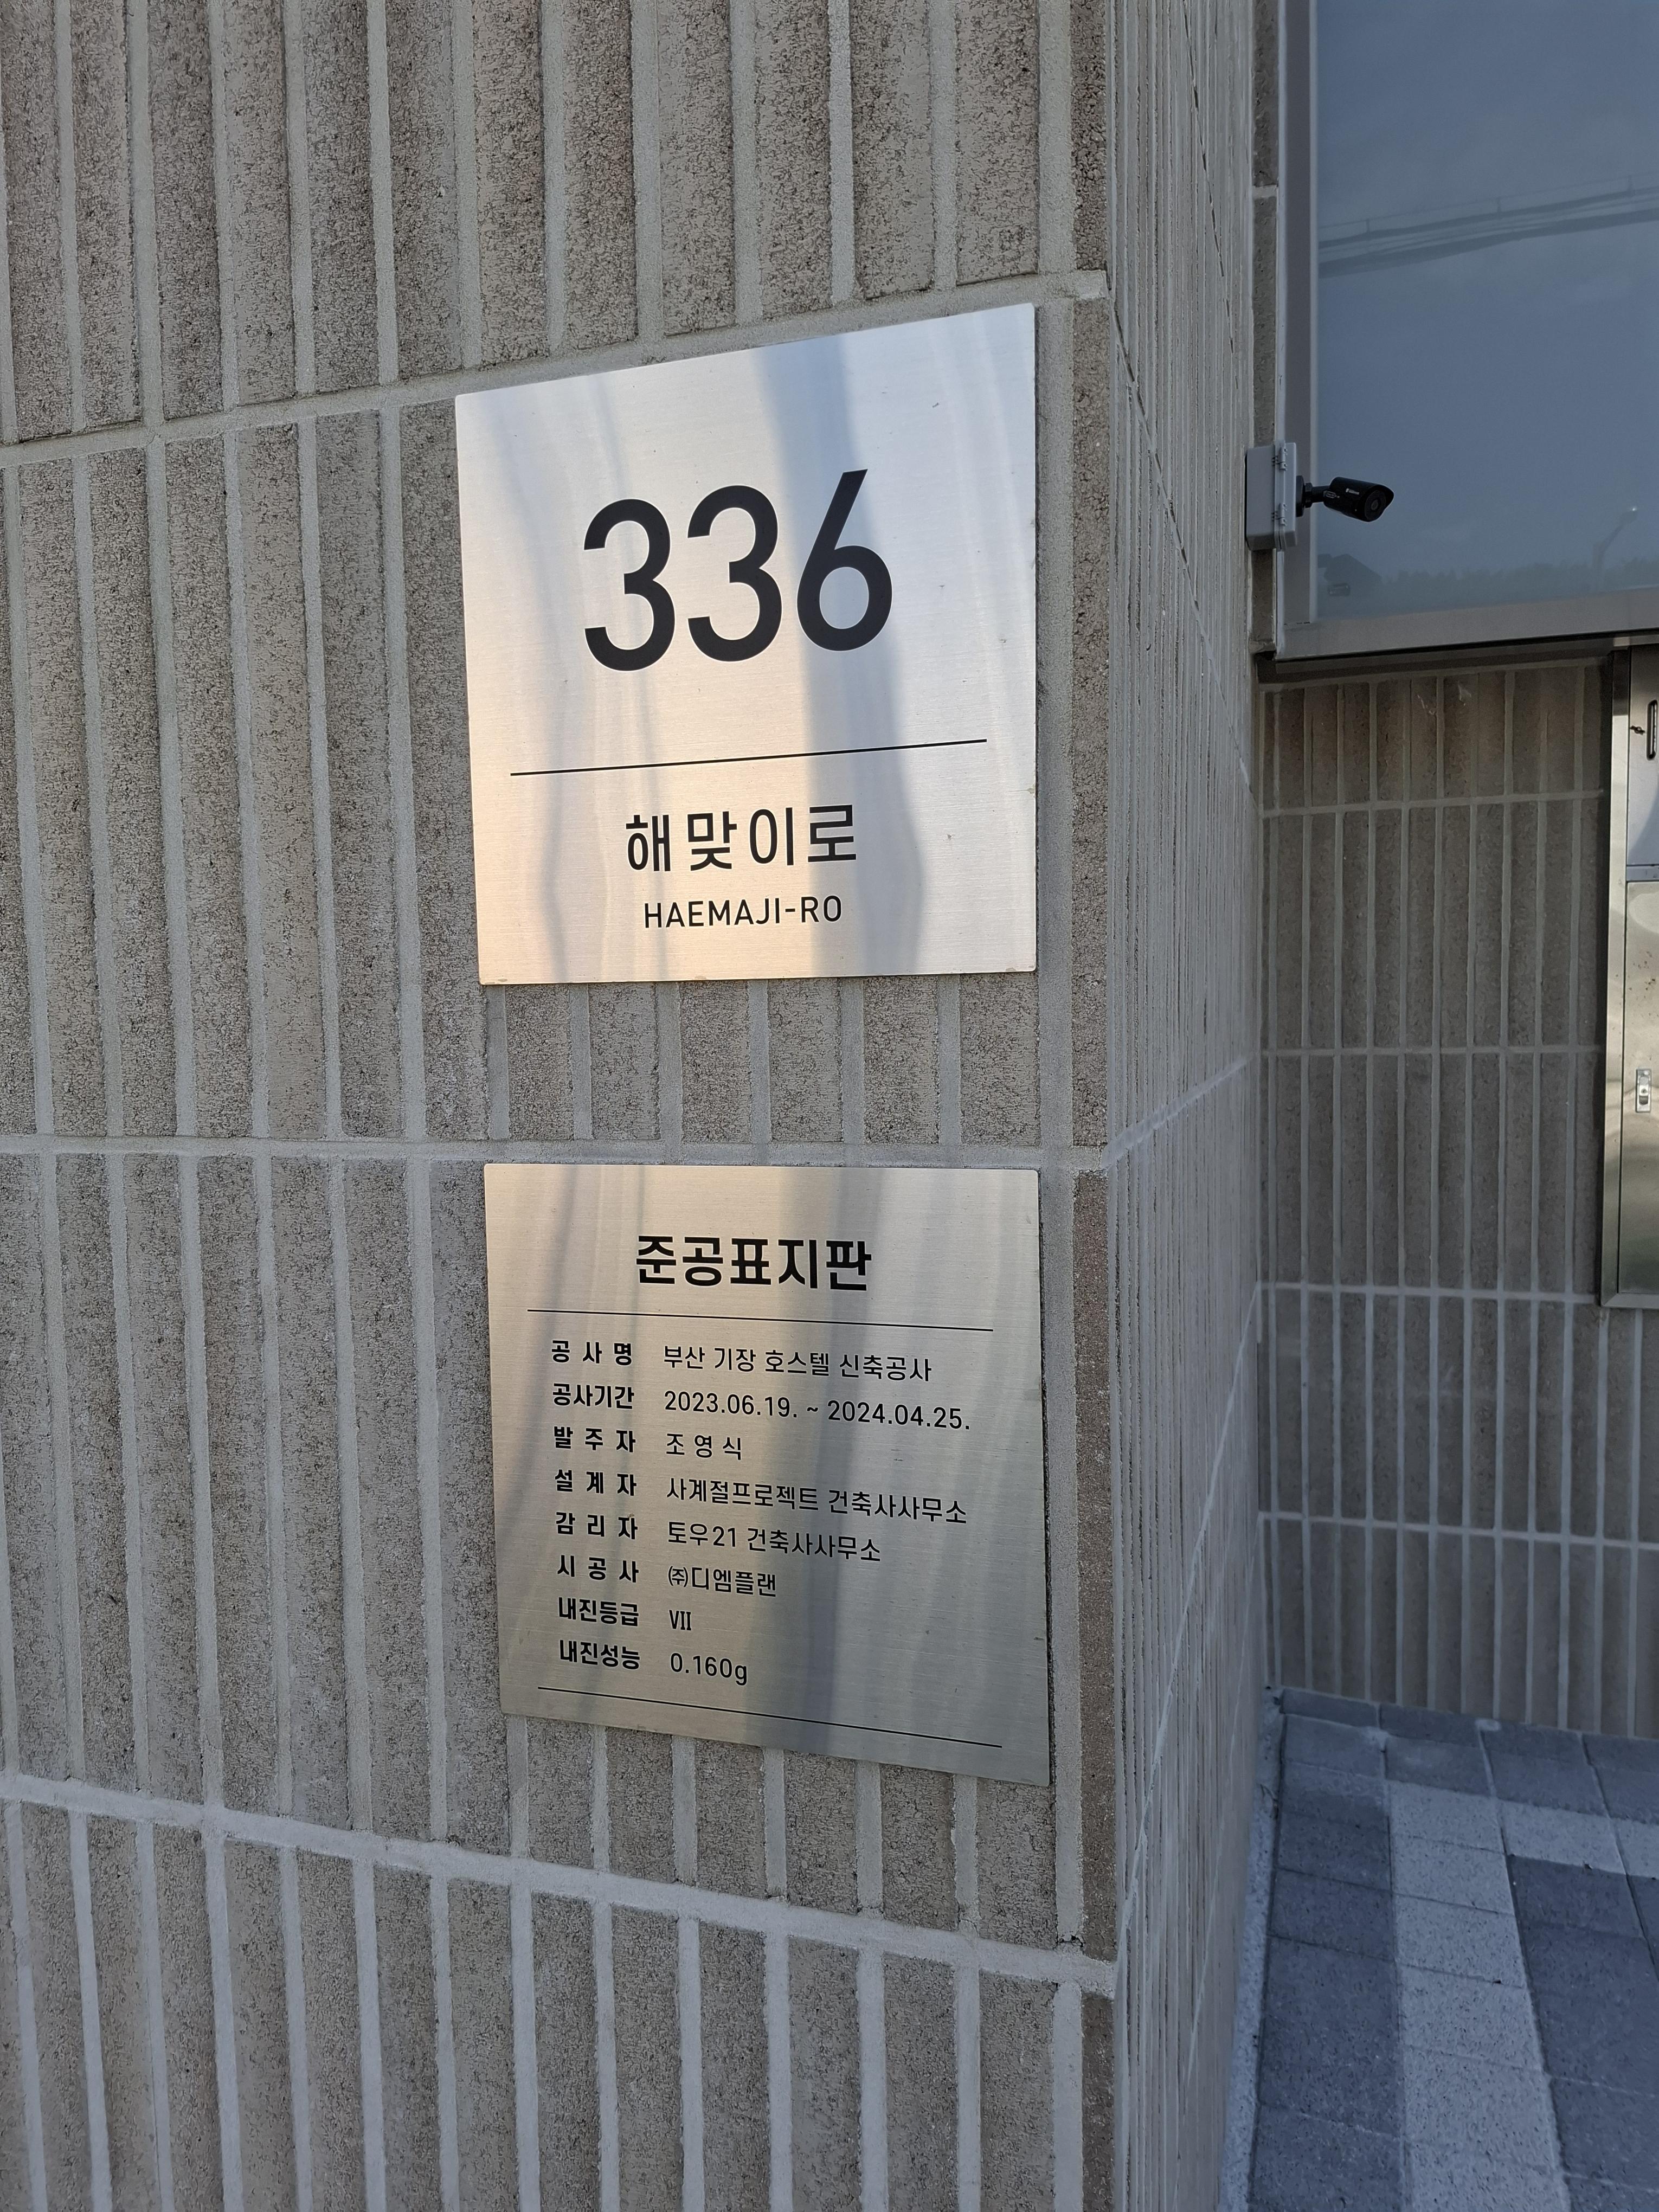 336
해맞이로
HAEMAJI-RO
준공표지판
공사명 부산 기장 호스텔 신축공사
공사기간 2023.06.19. ~ 2024.04.25.
발주자 조영식
설계자 사계절프로젝트 건축사사무소
감리자 토우21 건축사사무소
시공사 ㈜디엠플랜
내진등급 Ⅶ
내진성능 0.160g